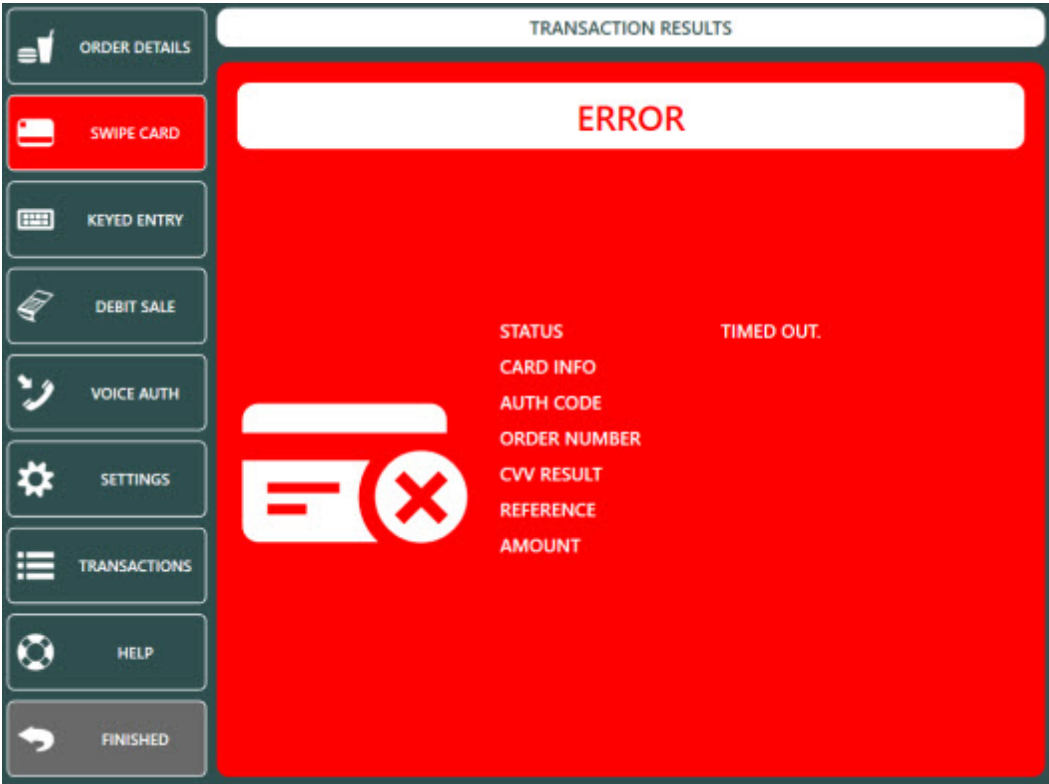 ORDER DETAILS
SWIPE CARD
KEYED ENTRY
DEBIT SALE
VOICE AUTH
SETTINGS
TRANSACTIONS
HELP
FINISHED
TRANSACTION RESULTS
ERROR
STATUS TIMED OUT.
CARD INFO
AUTH CODE
ORDER NUMBER
CVV RESULT
REFERENCE
AMOUNT